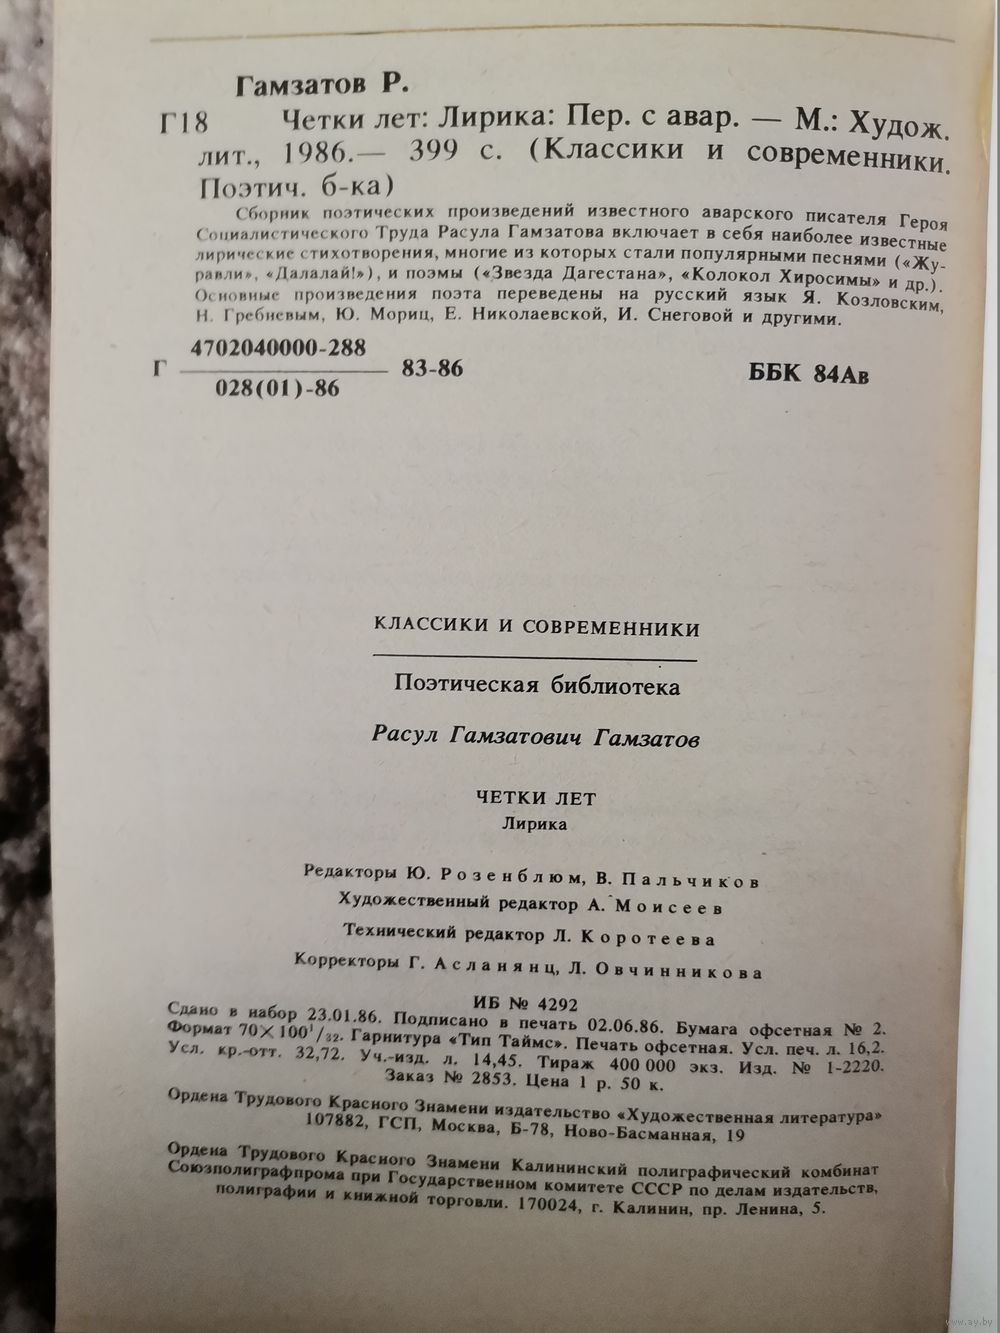 Гамзатов Р.
Г18 Четки лет: Лирика: Пер. с авар. — М.: Худож.
лит., 1986.— 399 с. (Классики и современники.
Поэтич. б-ка)
Сборник поэтических произведений известного аварского писателя Героя
Социалистического Труда Расула Гамзатова включает в себя наиболее известные
лирические стихотворения, многие из которых стали популярными песнями («Жу-
равли», «Далалай!»), и поэмы («Звезда Дагестана», «Колокол Хиросимы» и др.).
Основные произведения поэта переведены на русский язык Я. Козловским,
Н. Гребневым, Ю. Мориц, Е. Николаевской, И. Снеговой и другими.
Г 4702040000-288 83-86
028(01)-86
ББК 84Ав
КЛАССИКИ И СОВРЕМЕННИКИ
Поэтическая библиотека
Расул Гамзатович Гамзатов
ЧЕТКИ ЛЕТ
Лирика
Редакторы Ю. Розенблюм, В. Пальчиков
Художественный редактор А. Моисеев
Технический редактор Л. Коротеева
Корректоры Г. Асланянц, Л. Овчинникова
ИБ № 4292
Сдано в набор 23.01.86. Подписано в печать 02.06.86. Бумага офсетная № 2.
Формат 70×100¹/₃₂. Гарнитура «Тип Таймс». Печать офсетная. Усл. печ. л. 16,2.
Усл. кр.-отт. 32,72. Уч.-изд. л. 14,45. Тираж 400 000 экз. Изд. № 1-2220.
Заказ № 2853. Цена 1 р. 50 к.
Ордена Трудового Красного Знамени издательство «Художественная литература»
107882, ГСП, Москва, Б-78, Ново-Басманная, 19
Ордена Трудового Красного Знамени Калининский полиграфический комбинат
Союзполиграфпрома при Государственном комитете СССР по делам издательств,
полиграфии и книжной торговли. 170024, г. Калинин, пр. Ленина, 5.
www.ay.by